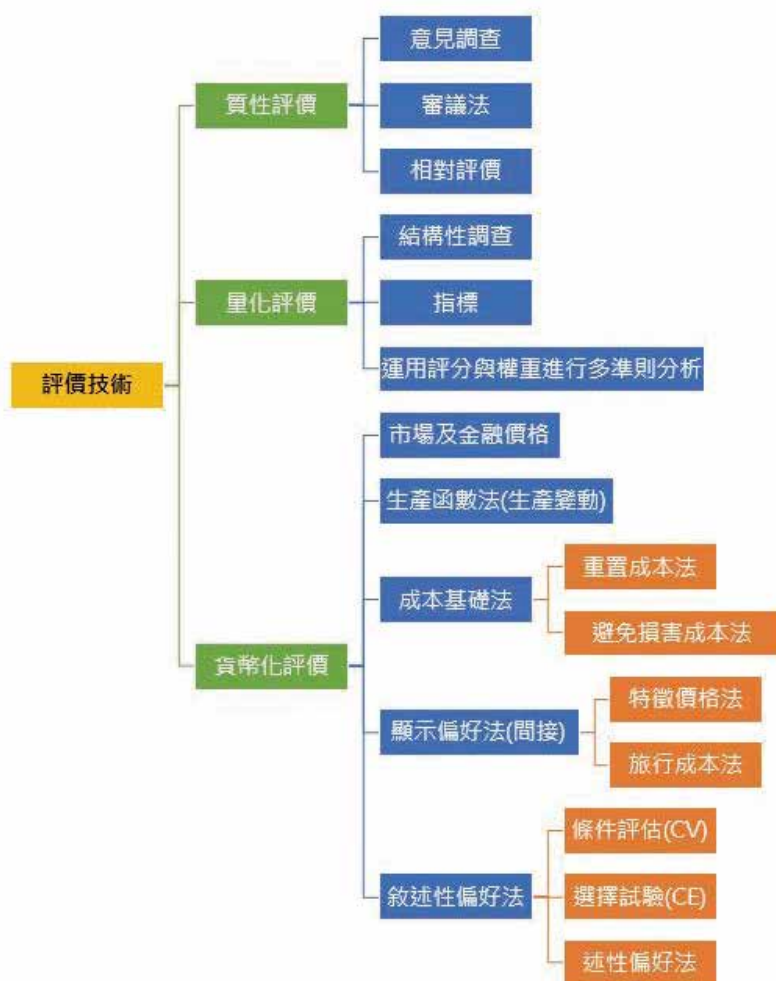 評價技術
質性評價
意見調查
審議法
相對評價
量化評價
結構性調查
指標
運用評分與權重進行多準則分析
貨幣化評價
市場及金融價格
生產函數法(生產變動)
成本基礎法
重置成本法
避免損害成本法
顯示偏好法(間接)
特徵價格法
旅行成本法
敘述性偏好法
條件評估(CV)
選擇試驗(CE)
述性偏好法